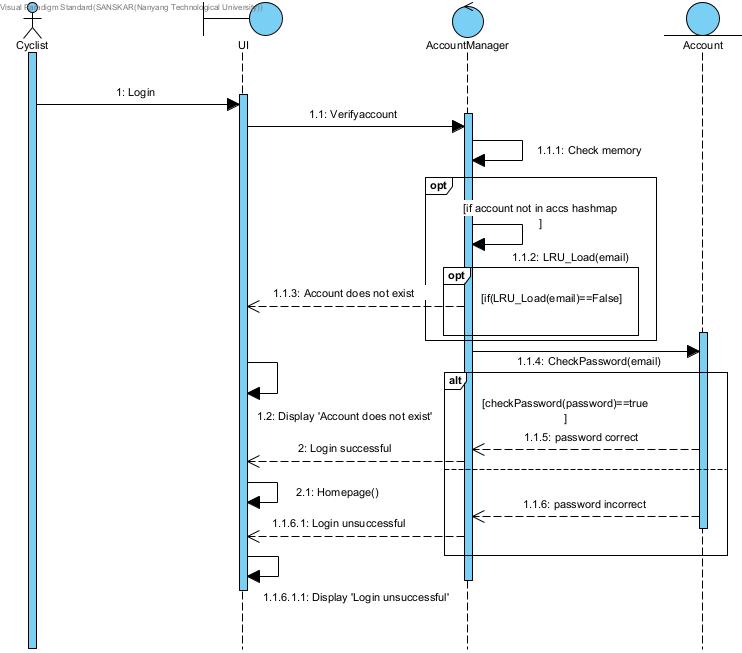 Visual Paradigm Standard(SANSKAR(Nanyang Technological University))
Cyclist
UI
AccountManager
Account
1: Login
1.1: Verifyaccount
1.1.1: Check memory
opt
[if account not in accs hashmap
]
1.1.2: LRU_Load(email)
opt
1.1.3: Account does not exist
[if(LRU_Load(email)==False]
1.1.4: CheckPassword(email)
alt
[checkPassword(password)==true
]
1.2: Display 'Account does not exist'
1.1.5: password correct
2: Login successful
2.1: Homepage()
1.1.6: password incorrect
1.1.6.1: Login unsuccessful
1.1.6.1.1: Display 'Login unsuccessful'